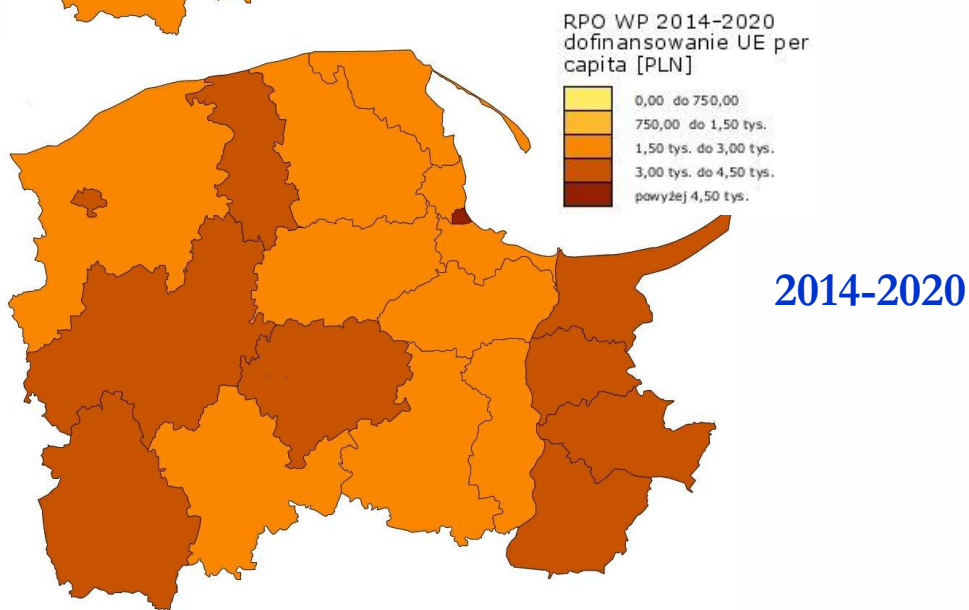 RPO WP 2014-2020
dofinansowanie UE per
capita [PLN]
0,00 do 750,00
750,00 do 1,50 tys.
1,50 tys. do 3,00 tys.
3,00 tys. do 4,50 tys.
powyżej 4,50 tys.
2014-2020